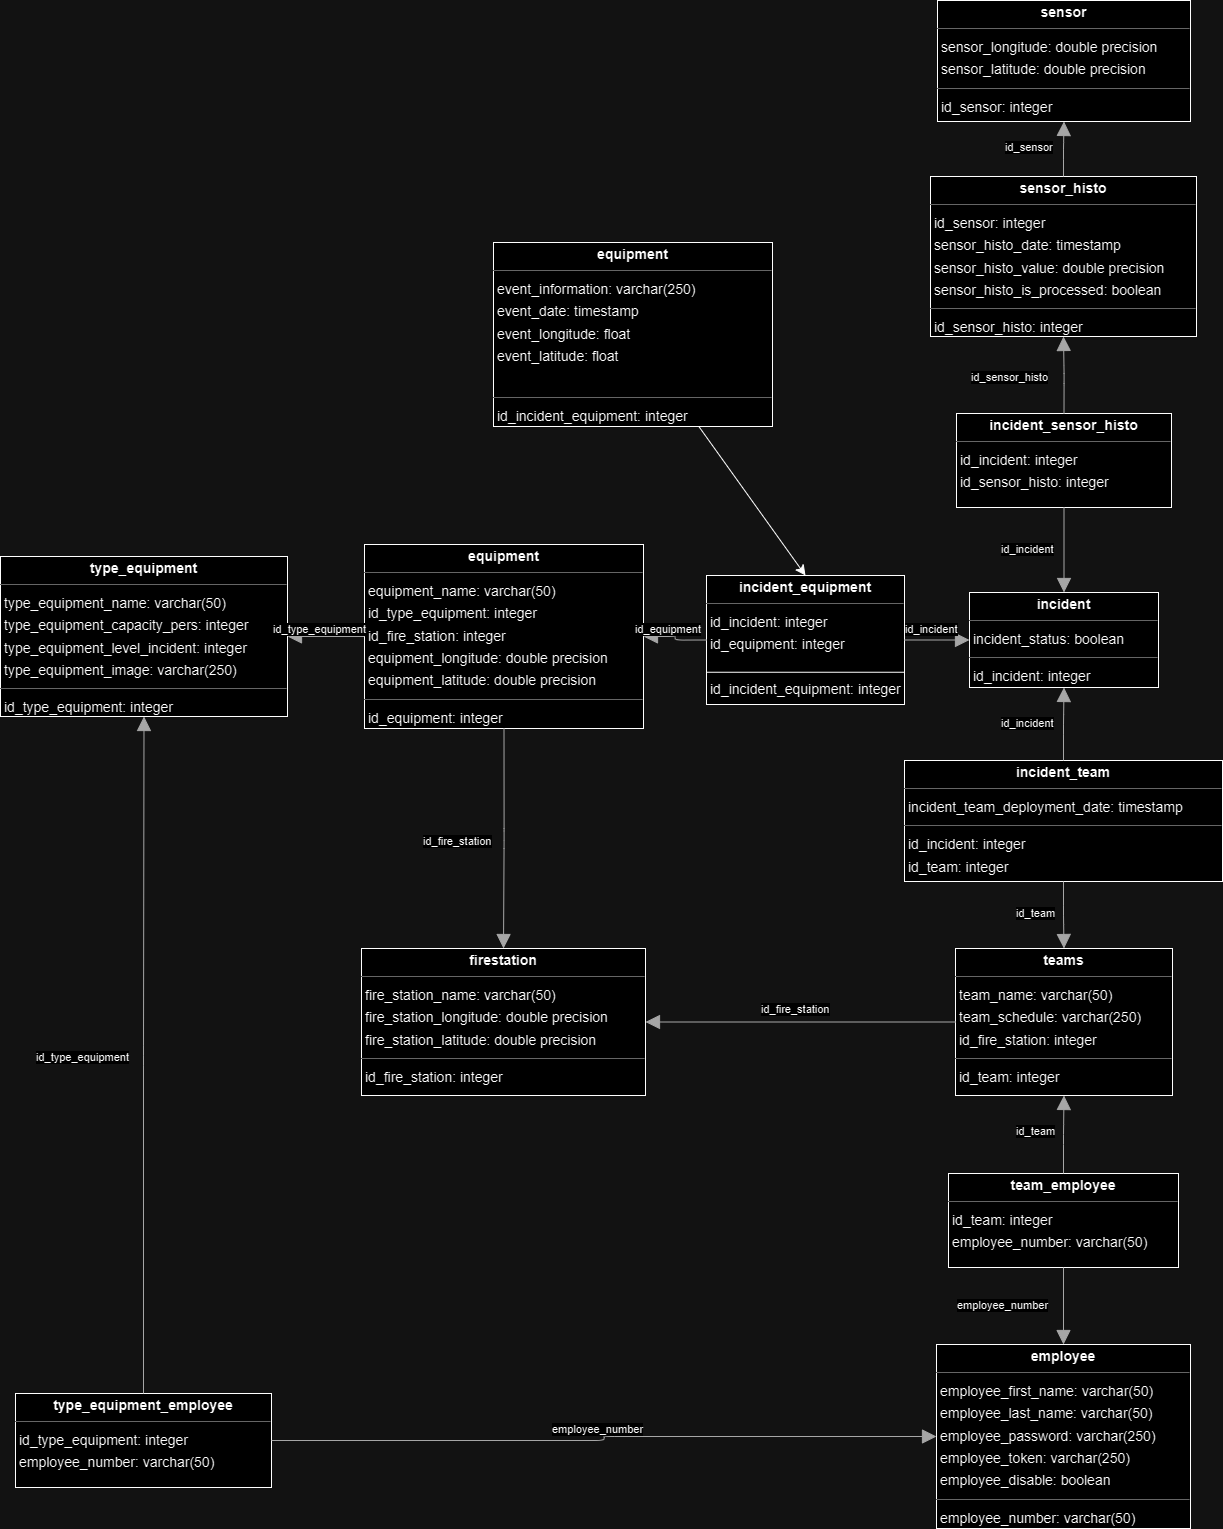 sensor
sensor_longitude: double precision
sensor_latitude: double precision
id_sensor: integer
id_sensor
sensor_histo
id_sensor: integer
sensor_histo_date: timestamp
sensor_histo_value: double precision
sensor_histo_is_processed: boolean
id_sensor_histo: integer
equipment
event_information: varchar(250)
event_date: timestamp
event_longitude: float
event_latitude: float
id_incident_equipment: integer
id_sensor_histo
incident_sensor_histo
id_incident: integer
id_sensor_histo: integer
id_incident
type_equipment
type_equipment_name: varchar(50)
type_equipment_capacity_pers: integer
type_equipment_level_incident: integer
type_equipment_image: varchar(250)
id_type_equipment: integer
id_type_equipment
equipment
equipment_name: varchar(50)
id_type_equipment: integer
id_fire_station: integer
equipment_longitude: double precision
equipment_latitude: double precision
id_equipment: integer
id_equipment
incident_equipment
id_incident: integer
id_equipment: integer
id_incident_equipment: integer
id_incident
incident
incident_status: boolean
id_incident: integer
id_incident
incident_team
incident_team_deployment_date: timestamp
id_incident: integer
id_team: integer
id_fire_station
id_team
firestation
fire_station_name: varchar(50)
fire_station_longitude: double precision
fire_station_latitude: double precision
id_fire_station: integer
id_fire_station
teams
team_name: varchar(50)
team_schedule: varchar(250)
id_fire_station: integer
id_team: integer
id_type_equipment
id_team
team_employee
id_team: integer
employee_number: varchar(50)
employee_number
employee
employee_first_name: varchar(50)
employee_last_name: varchar(50)
employee_password: varchar(250)
employee_token: varchar(250)
employee_disable: boolean
employee_number: varchar(50)
type_equipment_employee
id_type_equipment: integer
employee_number: varchar(50)
employee_number